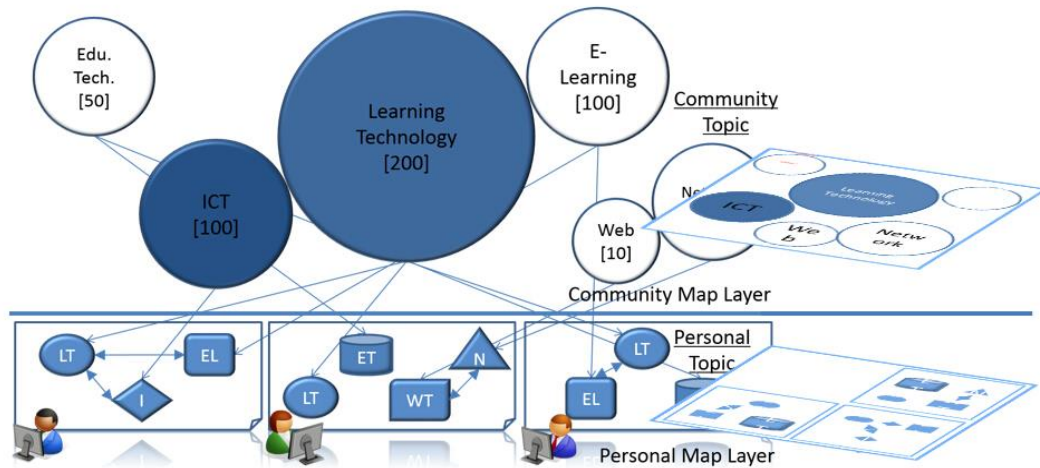 Edu.
Tech.
[50]
Learning
Technology
[200]
E-
Learning
[100]
Community
Topic
ICT
[100]
Web
[10]
Learning
Technology
ICT
We
b
Netw
ork
Community Map Layer
LT
EL
I
ET
LT
N
WT
LT
EL
Personal
Topic
Personal Map Layer